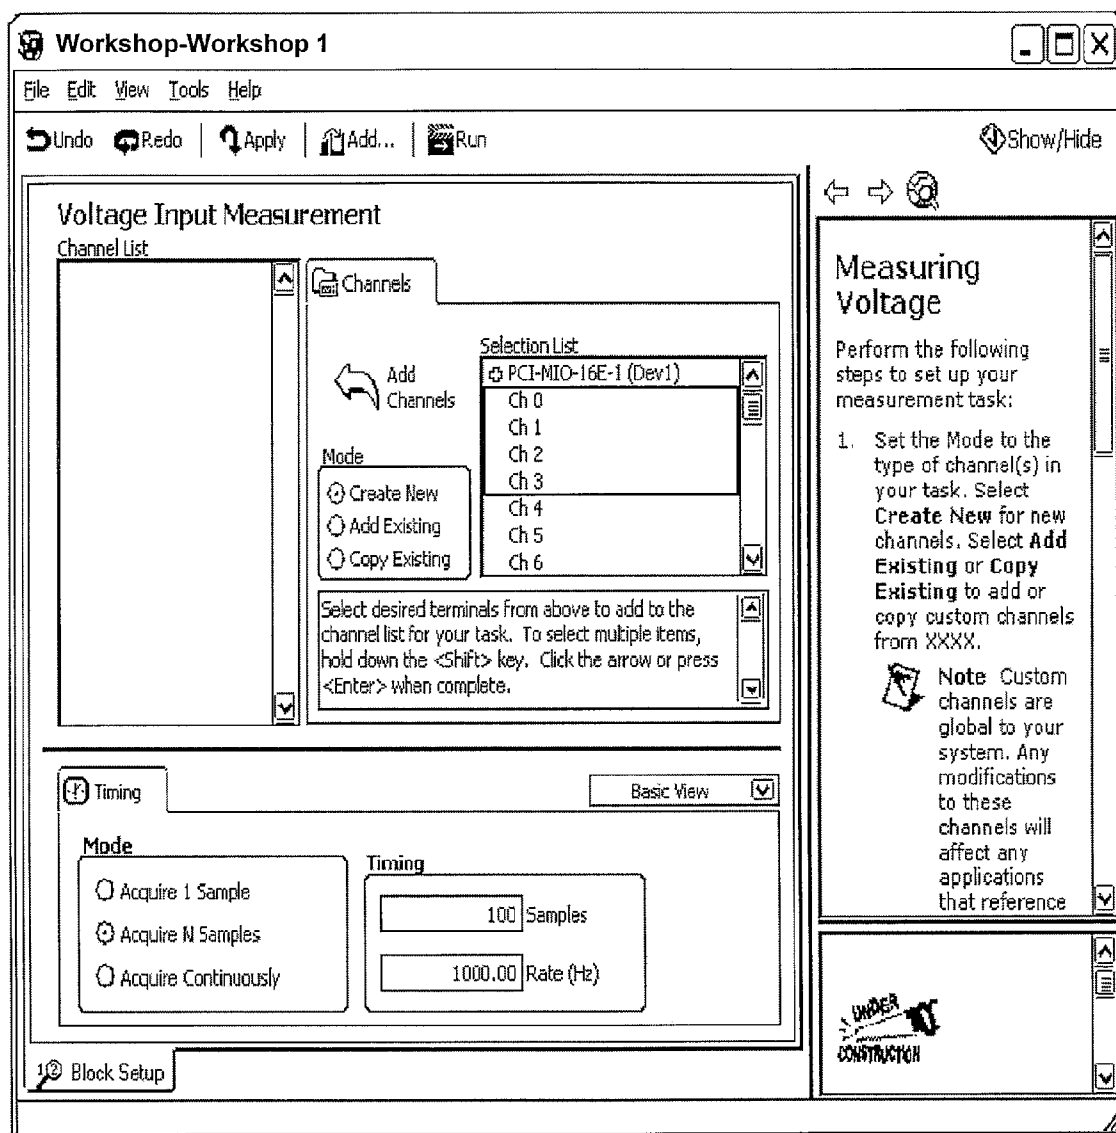 Workshop-Workshop 1
File Edit View Tools Help
Undo Redo Apply Add... Run Show/Hide
Voltage Input Measurement
Channel List
Channels
Add
Channels
Mode
Create New
Add Existing
Copy Existing
Selection List
PCI-MIO-16E-1 (Dev1)
Ch 0
Ch 1
Ch 2
Ch 3
Ch 4
Ch 5
Ch 6
Select desired terminals from above to add to the
channel list for your task. To select multiple items,
hold down the <Shift> key. Click the arrow or press
<Enter> when complete.
Timing
Basic View
Mode
Acquire 1 Sample
Acquire N Samples
Acquire Continuously
Timing
100 Samples
1000.00 Rate (Hz)
Block Setup
Measuring
Voltage
Perform the following
steps to set up your
measurement task:
1. Set the Mode to the
type of channel(s) in
your task. Select
Create New for new
channels. Select Add
Existing or Copy
Existing to add or
copy custom channels
from XXXX.
Note Custom
channels are
global to your
system. Any
modifications
to these
channels will
affect any
applications
that reference
UNDER
CONSTRUCTION